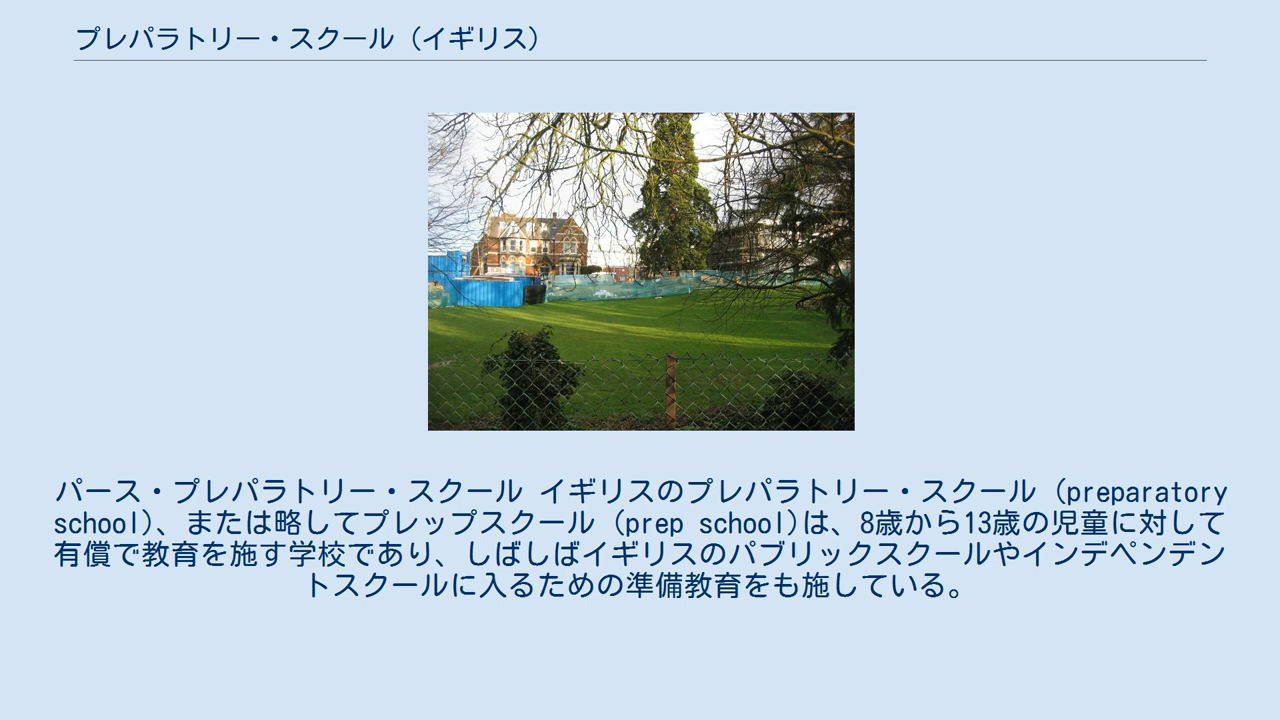 プレパラトリー・スクール（イギリス）
パース・プレパラトリー・スクール イギリスのプレパラトリー・スクール（preparatory
school)、または略してプレップスクール（prep school)は、8歳から13歳の児童に対して
有償で教育を施す学校であり、しばしばイギリスのパブリックスクールやインデペンデン
トスクールに入るための準備教育をも施している。